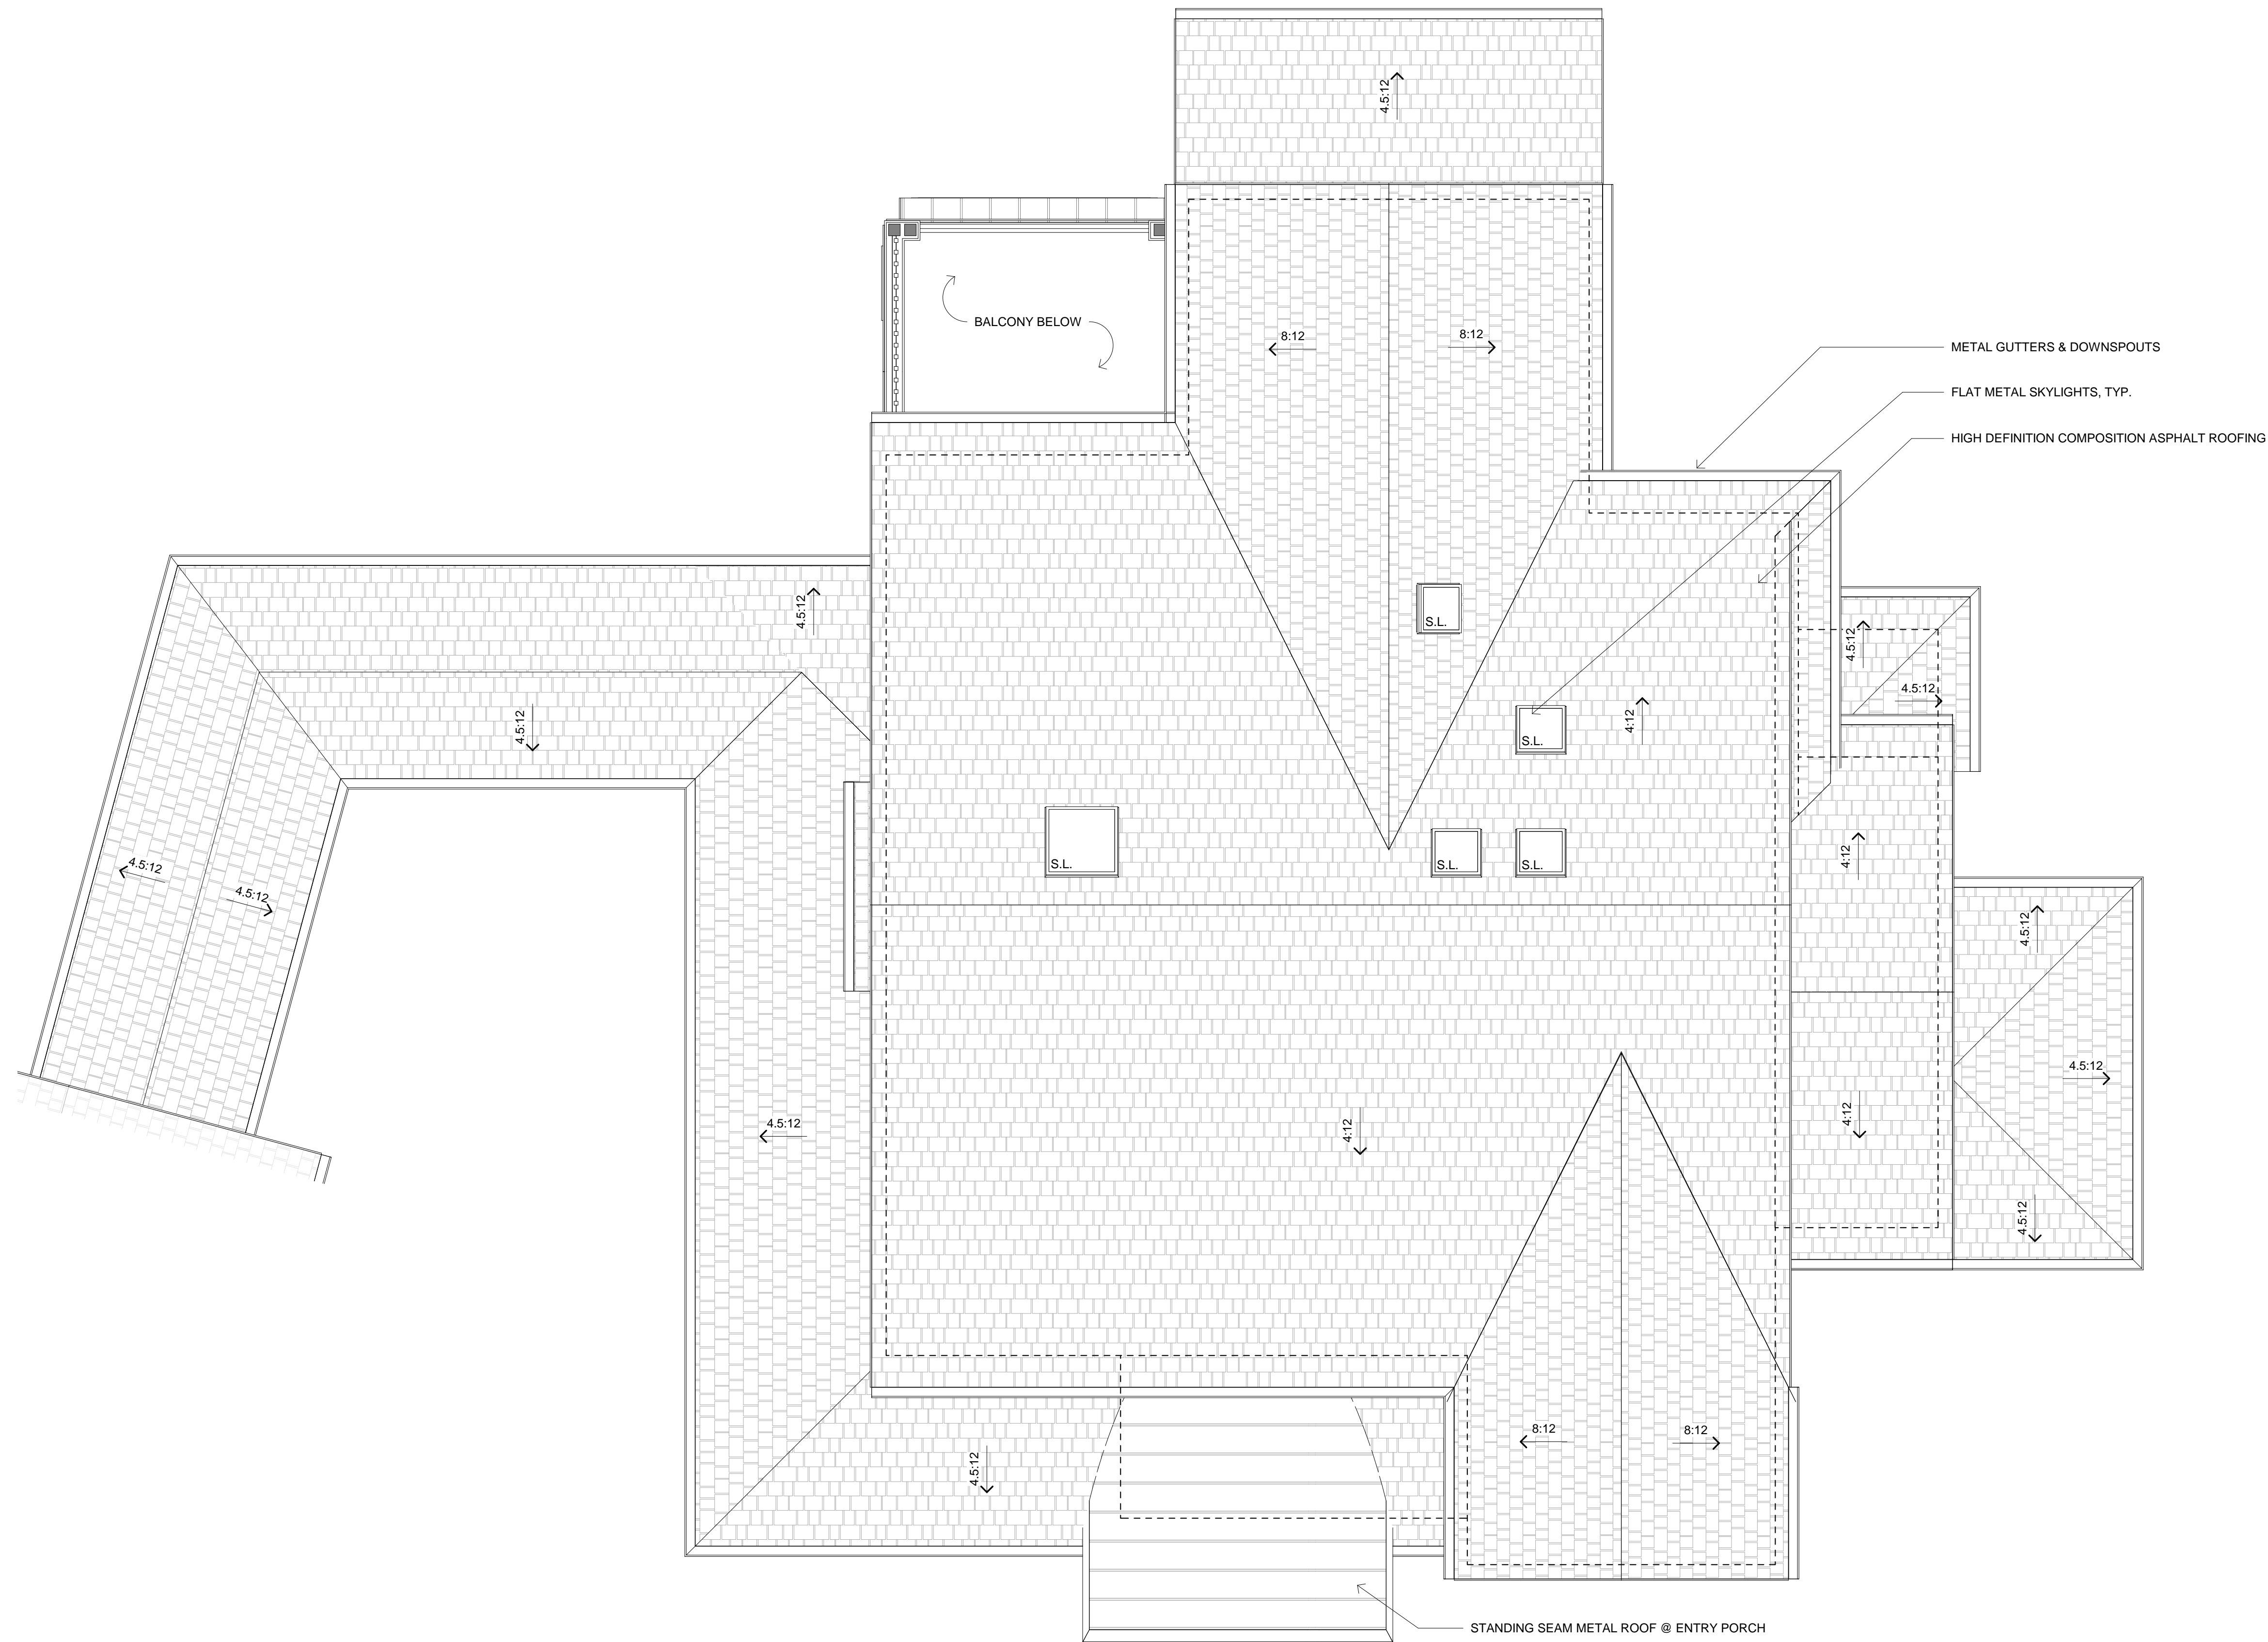 4.5:12
BALCONY BELOW
8:12
8:12
METAL GUTTERS & DOWNSPOUTS
FLAT METAL SKYLIGHTS, TYP.
HIGH DEFINITION COMPOSITION ASPHALT ROOFING
4.5:12
S.L.
4.5:12
4.5:12
4.5:12
S.L.
4:12
S.L.
S.L.
S.L.
4:12
4.5:12
4.5:12
4.5:12
4.5:12
4.5:12
4:12
4:12
4.5:12
4.5:12
8:12
8:12
STANDING SEAM METAL ROOF @ ENTRY PORCH